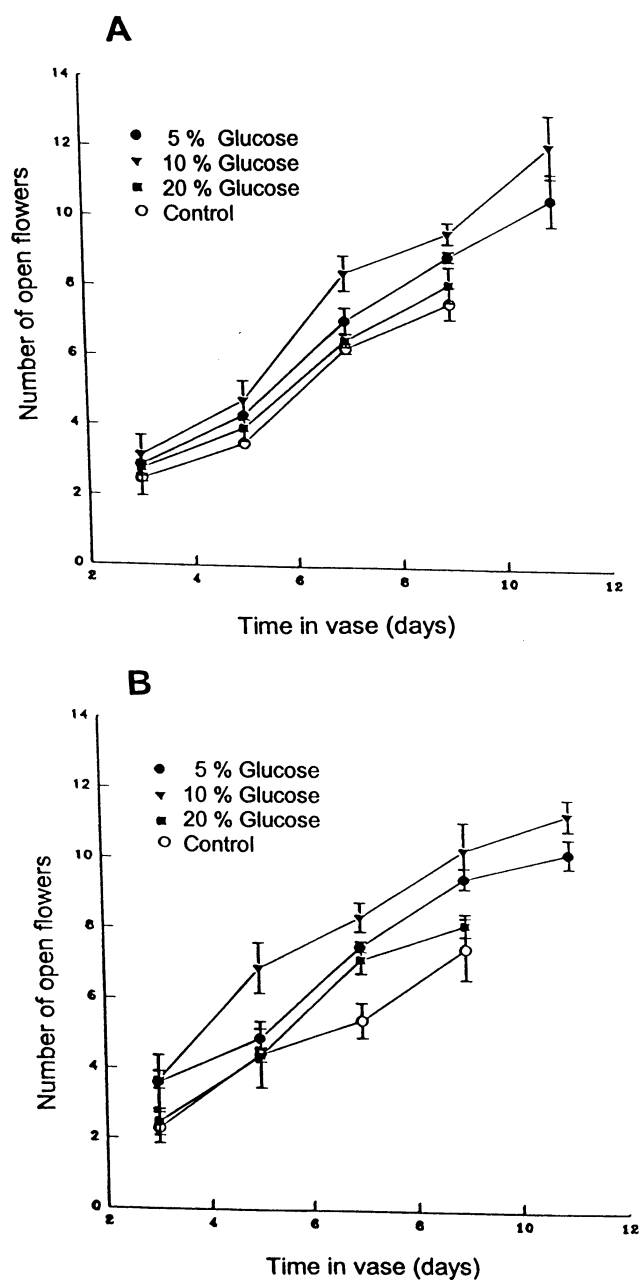 A
14
12
10
8
6
4
2
0
Number of open flowers
5 % Glucose
10 % Glucose
20 % Glucose
Control
2 4 6 8 10 12
Time in vase (days)
B
14
12
10
8
6
4
2
0
Number of open flowers
5 % Glucose
10 % Glucose
20 % Glucose
Control
2 4 6 8 10 12
Time in vase (days)